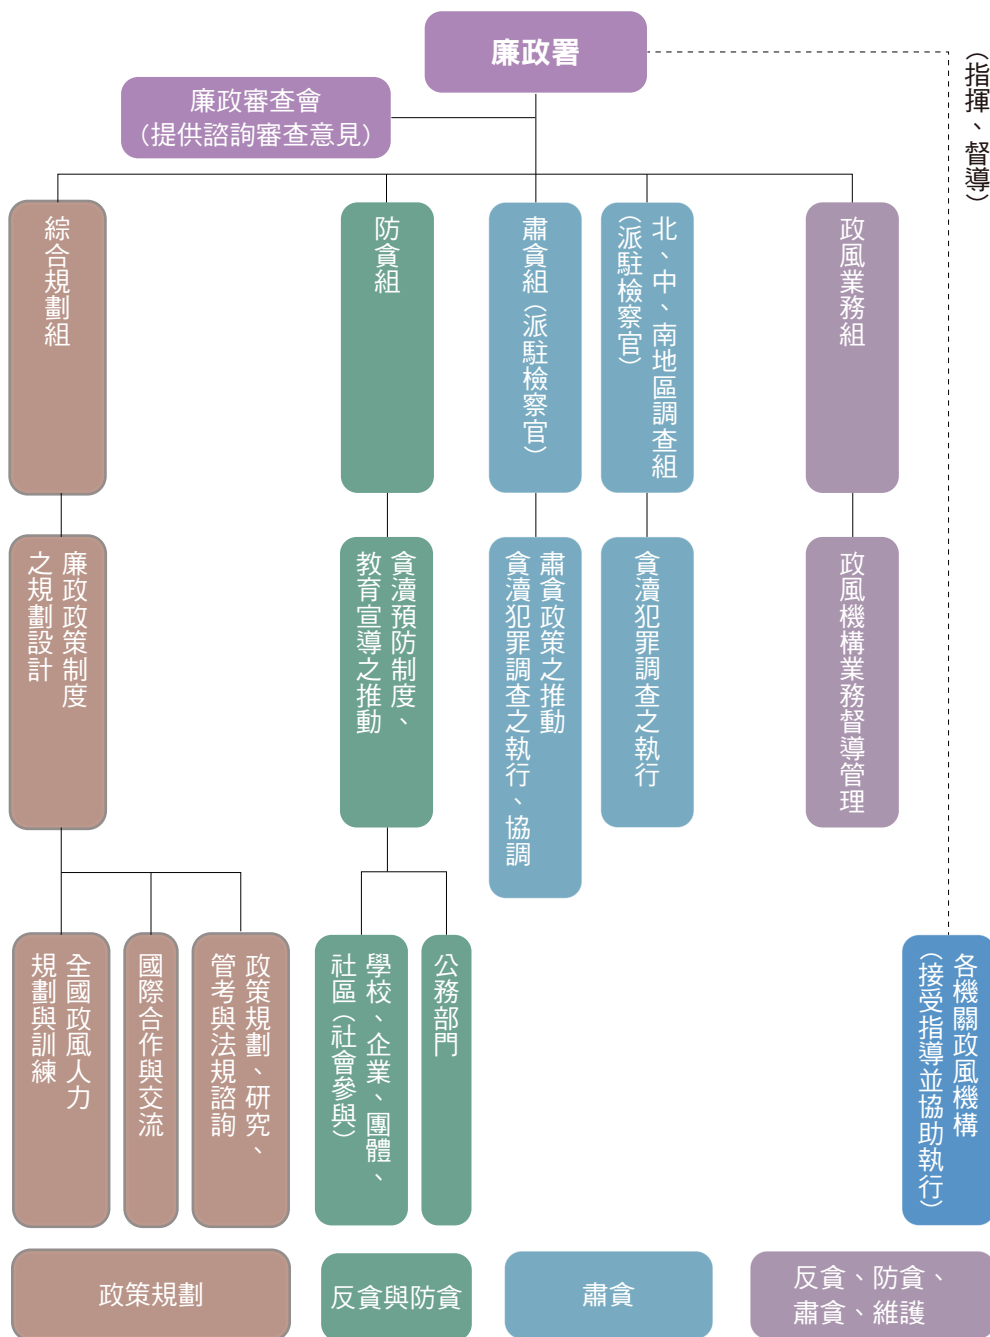 廉政署
（指揮、督導）
廉政審查會
（提供諮詢審查意見）
綜合規劃組
防貪組
肅貪組（派駐檢察官）
北、中、南地區調查組
（派駐檢察官）
政風業務組
廉政政策制度
之規劃設計
貪瀆預防制度、
教育宣導之推動
肅貪政策之推動
貪瀆犯罪調查之執行、協調
貪瀆犯罪調查之執行
政風機構業務督導管理
全國政風人力
規劃與訓練
國際合作與交流
政策規劃、研究、
管考與法規諮詢
學校、企業、團體、
社區（社會參與）
公務部門
各機關政風機構
（接受指導並協助執行）
政策規劃
反貪與防貪
肅貪
反貪、防貪、
肅貪、維護